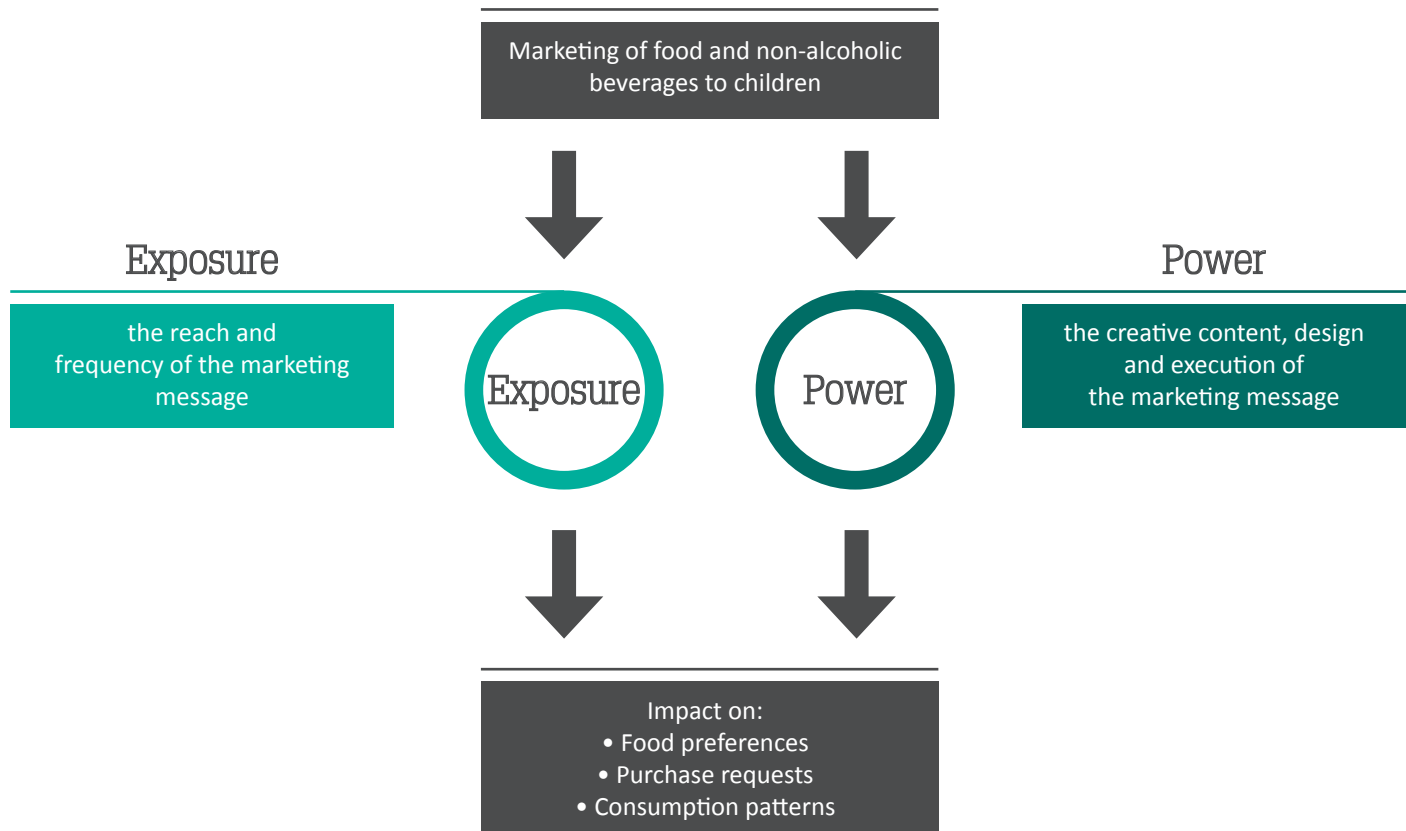 Marketing of food and non-alcoholic
beverages to children
Exposure
the reach and
frequency of the marketing
message
Exposure
Power
Power
the creative content, design
and execution of
the marketing message
Impact on:
• Food preferences
• Purchase requests
• Consumption patterns